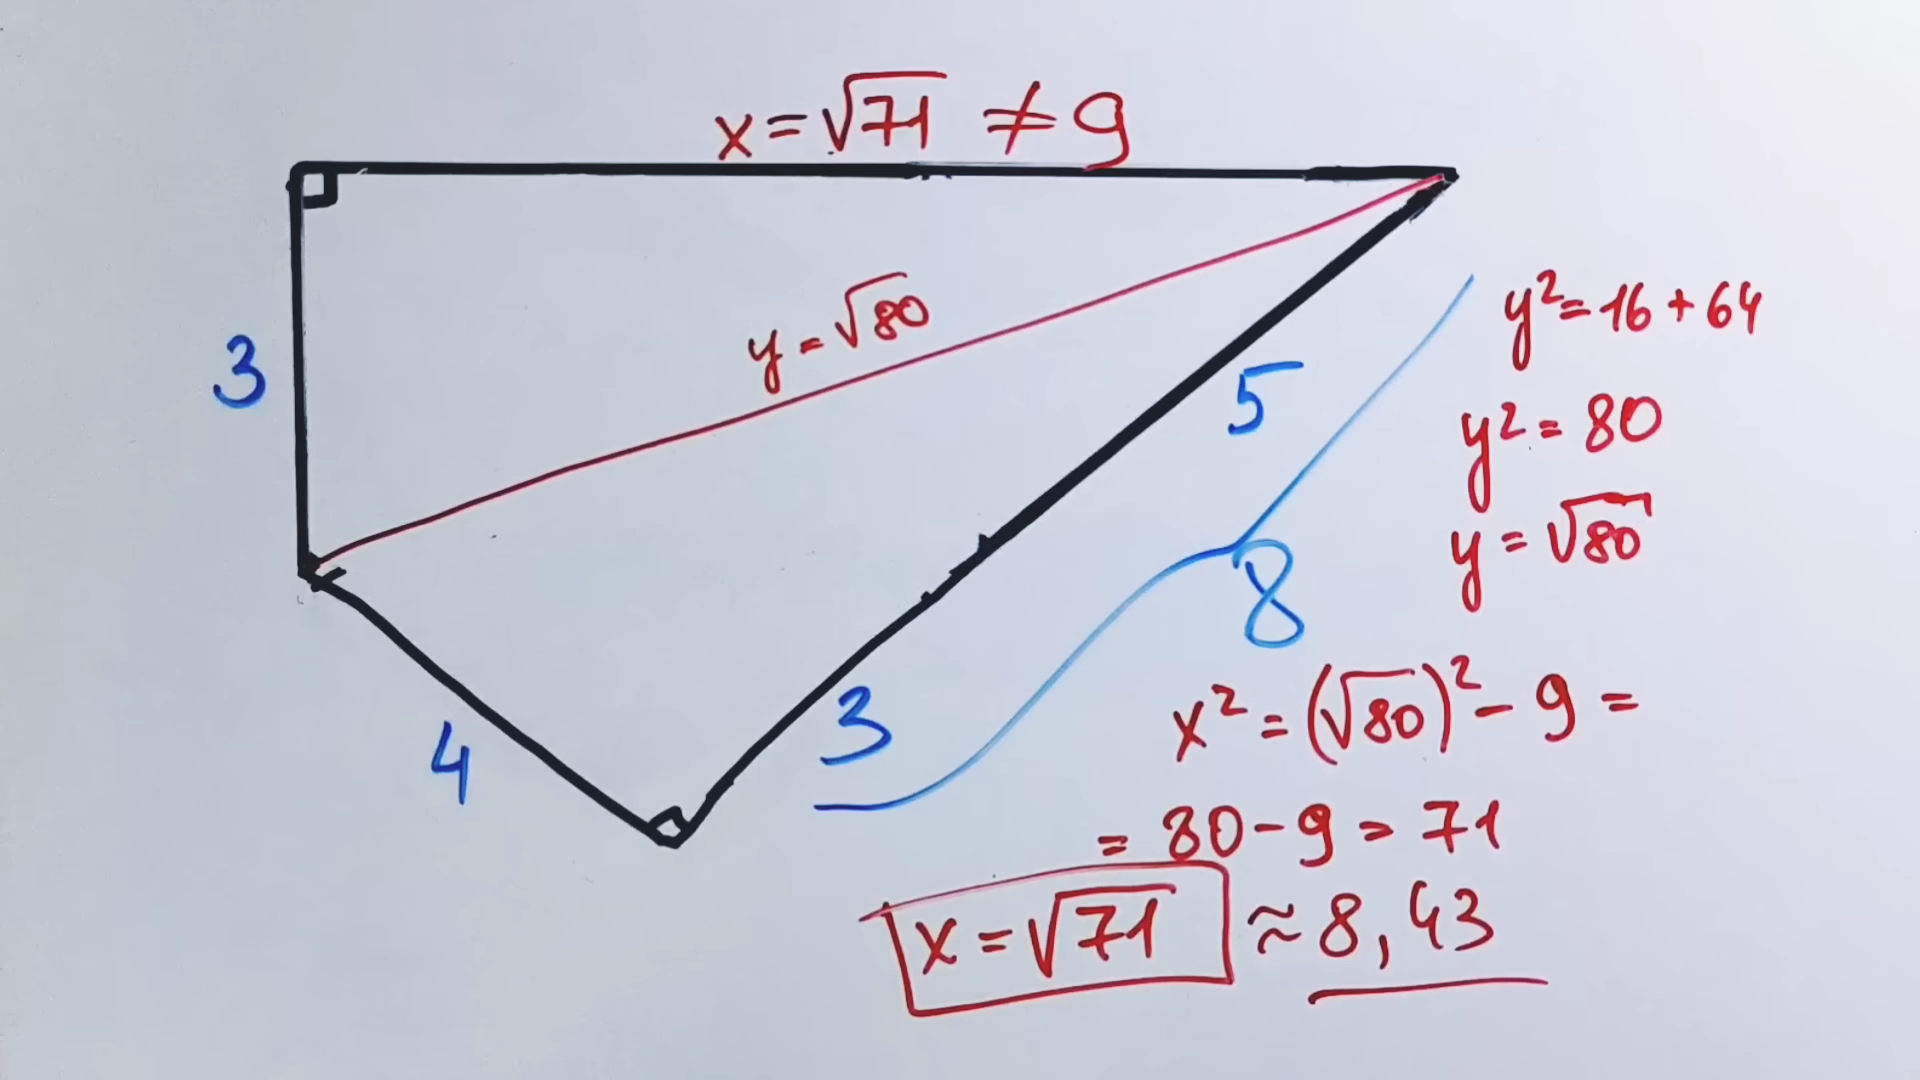 x = √71 ≠ 9
3
y = √80
5
8
3
4
y² = 16 + 64
y² = 80
y = √80
x² = (√80)² - 9 =
= 80 - 9 = 71
x = √71 ≈ 8,43